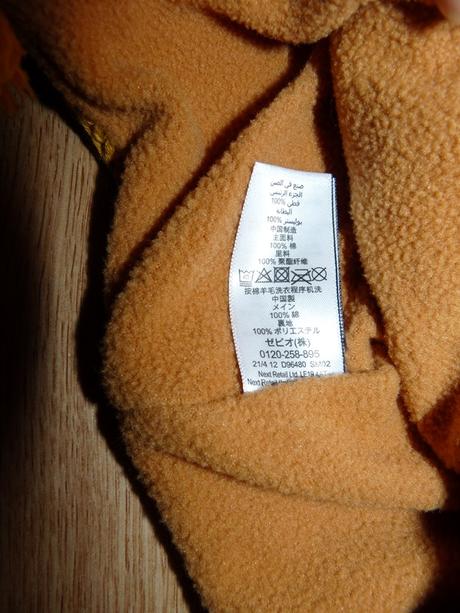 صنع في الصين
الجزء الرئيسي
قطن %100
البطانة
بوليستر %100
中国制造
主面料
100% 棉
里料
100% 聚酯纤维
按棉羊毛洗衣程序机洗
中国製
メイン
100% 綿
裏地
100% ポリエステル
ゼビオ(株)
0120-258-895
21/4 12 D96480 SM02
Next Retail Ltd. LE19
Next Retail